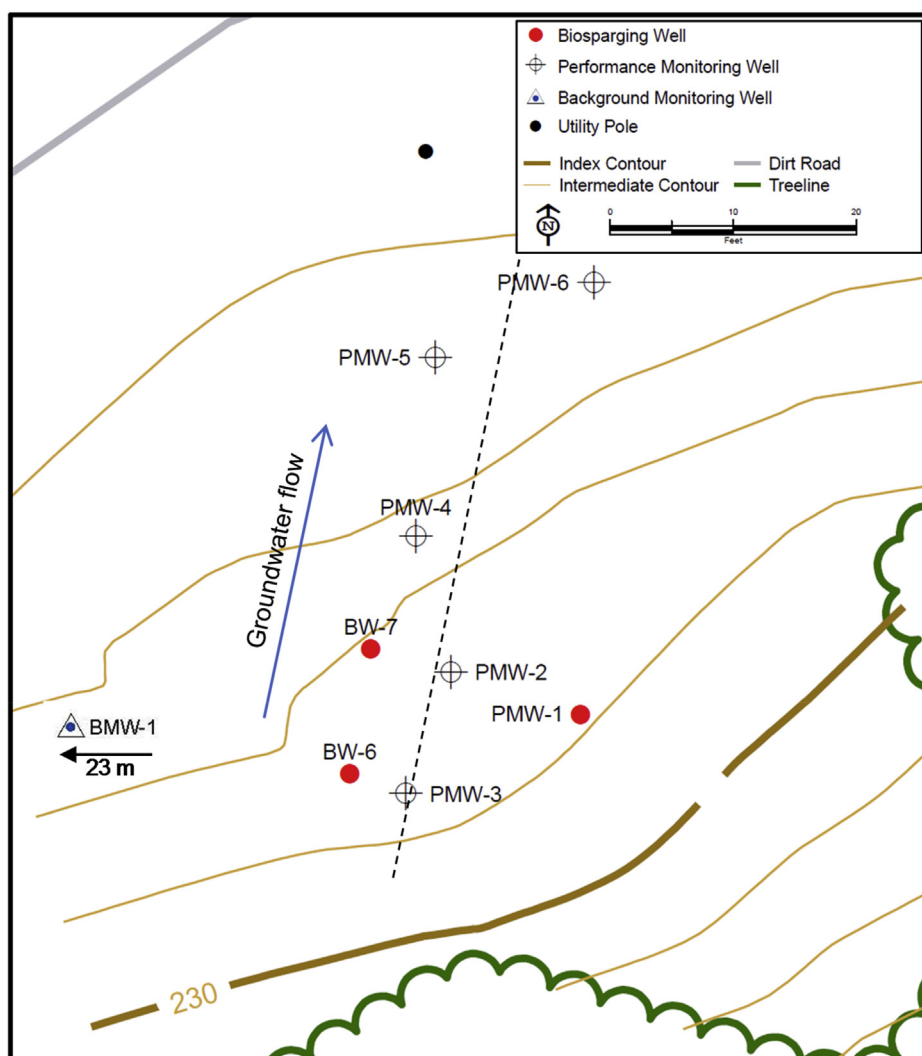 Biosparging Well
Performance Monitoring Well
Background Monitoring Well
Utility Pole
Index Contour
Dirt Road
Intermediate Contour
Treeline
N
0 10 20
Feet
PMW-6
PMW-5
Groundwater flow
PMW-4
BW-7
PMW-2
PMW-1
BMW-1
23 m
BW-6
PMW-3
230